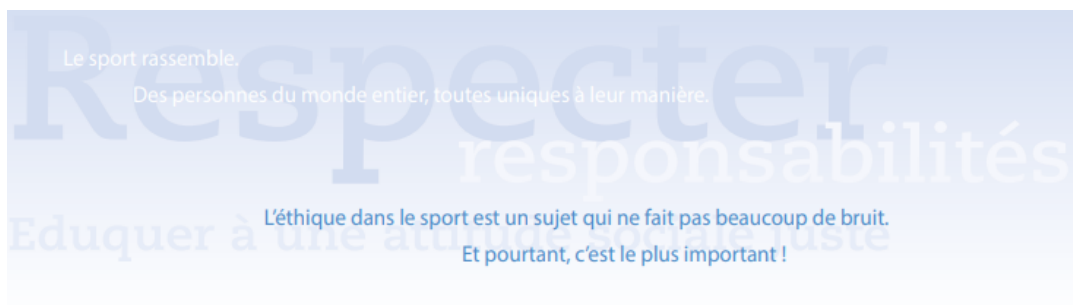 Respecter
Le sport rassemble.
Des personnes du monde entier, toutes uniques à leur manière.
responsabilités
L'éthique dans le sport est un sujet qui ne fait pas beaucoup de bruit.
Eduquer à une attitude sociale juste
Et pourtant, c'est le plus important !